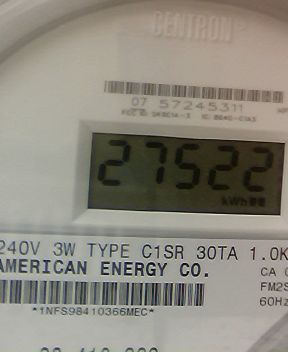 CENTRON
07 57245311
27522
kWh
240V 3W TYPE C1SR 30TA 1.0K
AMERICAN ENERGY CO.
CA
FM2S
60Hz
*1NFS98410366MEC*